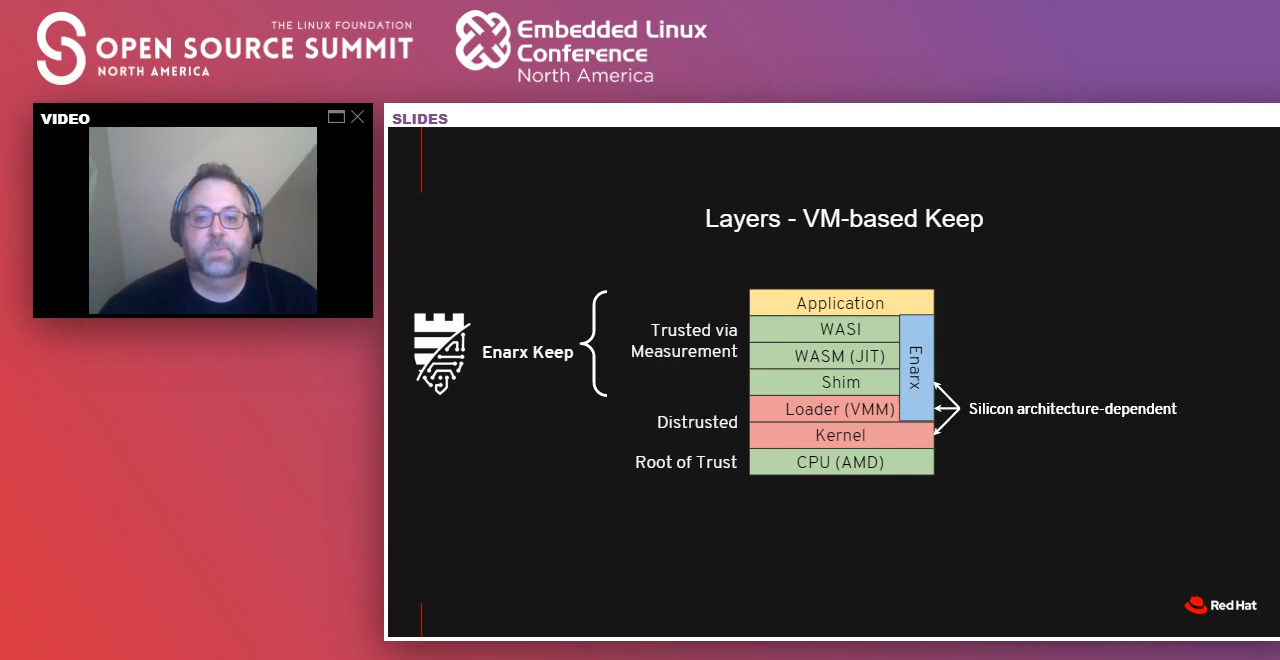 THE LINUX FOUNDATION
OPEN SOURCE SUMMIT
NORTH AMERICA
Embedded Linux
Conference
North America
VIDEO
SLIDES
Layers - VM-based Keep
Enarx Keep
Trusted via
Measurement
Distrusted
Root of Trust
Application
WASI
WASM (JIT)
Shim
Loader (VMM)
Kernel
CPU (AMD)
Enarx
Silicon architecture-dependent
Red Hat